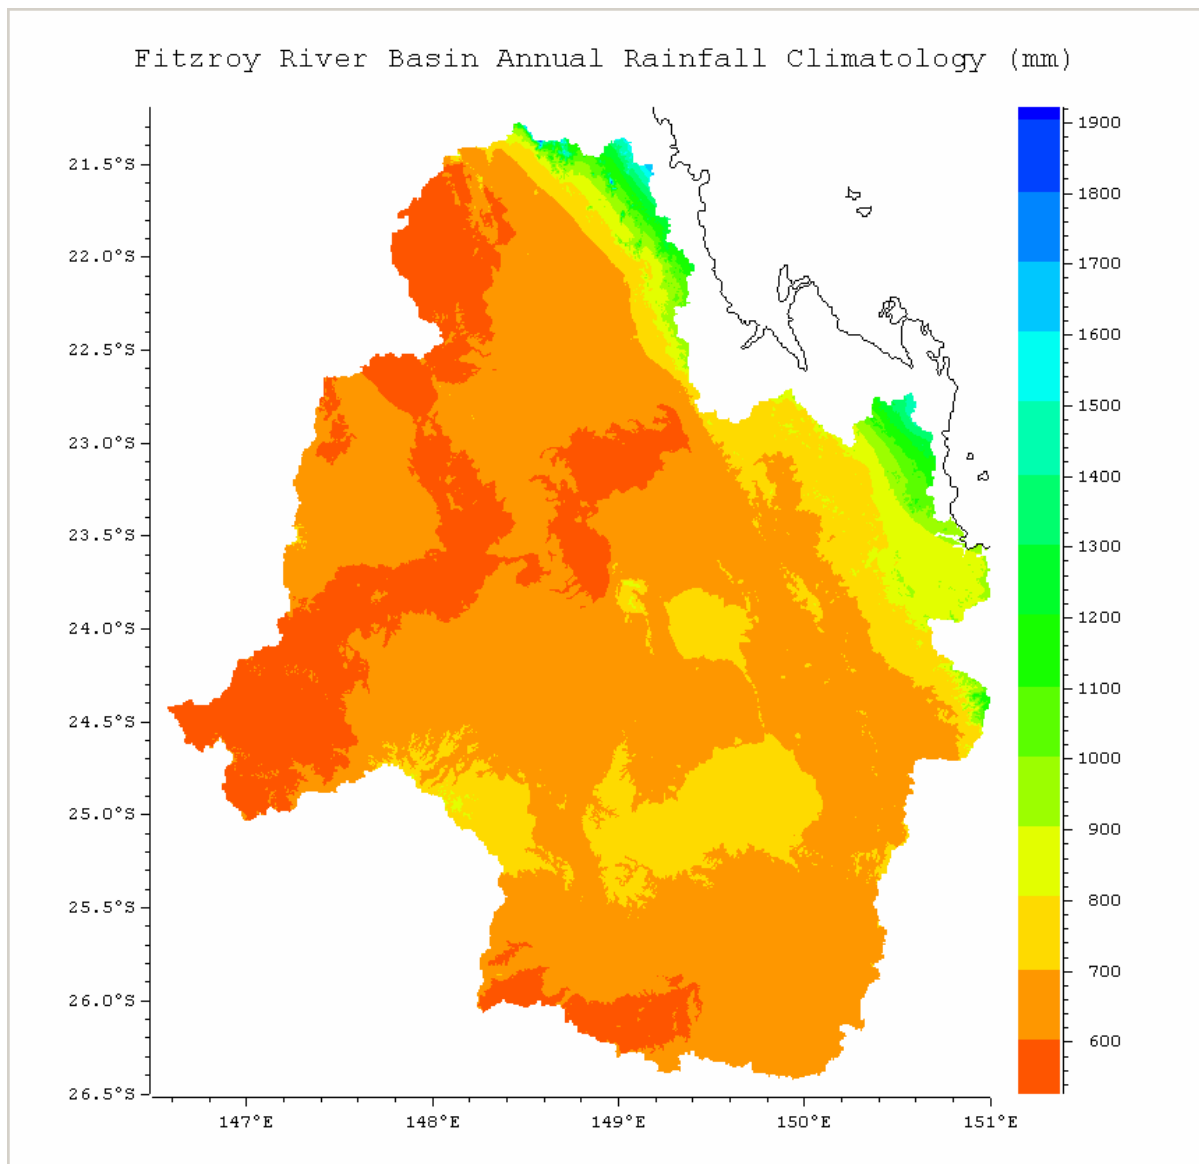 Fitzroy River Basin Annual Rainfall Climatology (mm)
21.5°S
22.0°S
22.5°S
23.0°S
23.5°S
24.0°S
24.5°S
25.0°S
25.5°S
26.0°S
26.5°S
147°E 148°E 149°E 150°E 151°E
1900
1800
1700
1600
1500
1400
1300
1200
1100
1000
900
800
700
600